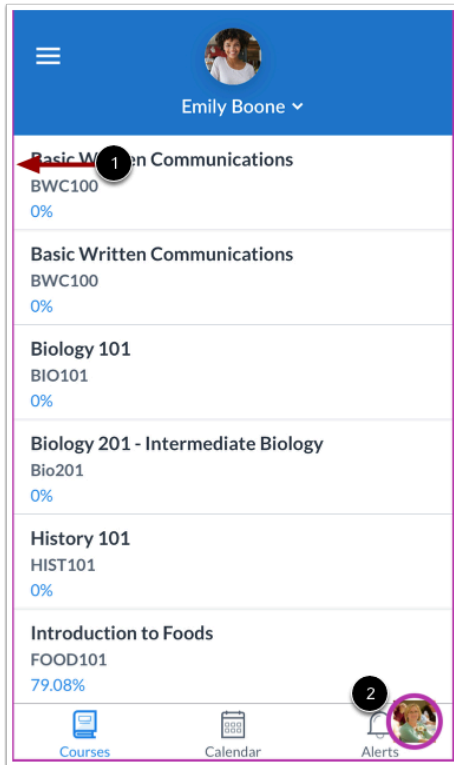 Emily Boone
Basic W en Communications
1
BWC100
0%
Basic Written Communications
BWC100
0%
Biology 101
BIO101
0%
Biology 201 - Intermediate Biology
Bio201
0%
History 101
HIST101
0%
Introduction to Foods
FOOD101
79.08%
2
Courses
Calendar
Alerts